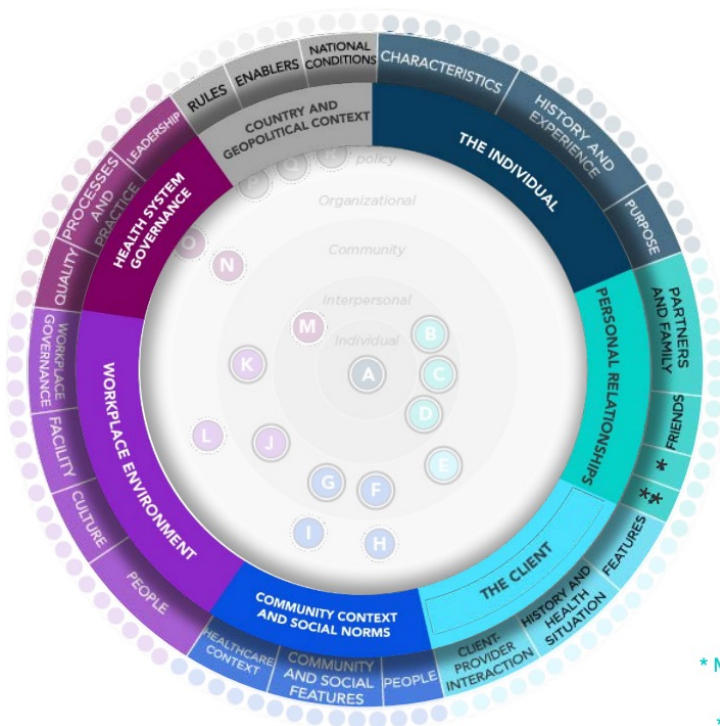 RULES
ENABLERS
NATIONAL
CONDITIONS
CHARACTERISTICS
HISTORY AND
EXPERIENCE
PURPOSE
PARTNERS
AND FAMILY
FRIENDS
*
**
FEATURES
HISTORY AND
HEALTH
SITUATION
CLIENT-
PROVIDER
INTERACTION
PEOPLE
COMMUNITY
AND SOCIAL
FEATURES
HEALTHCARE
CONTEXT
PEOPLE
CULTURE
FACILITY
WORKPLACE
GOVERNANCE
QUALITY
PROCESSES
AND
PRACTICE
LEADERSHIP
COUNTRY AND
GEOPOLITICAL CONTEXT
THE INDIVIDUAL
PERSONAL RELATIONSHIPS
THE CLIENT
COMMUNITY CONTEXT
AND SOCIAL NORMS
WORKPLACE ENVIRONMENT
HEALTH SYSTEM
GOVERNANCE
policy
Organizational
Community
Interpersonal
Individual
P
Q
R
O
N
M
B
K
A
C
D
L
J
E
G
F
I
H
* M
*